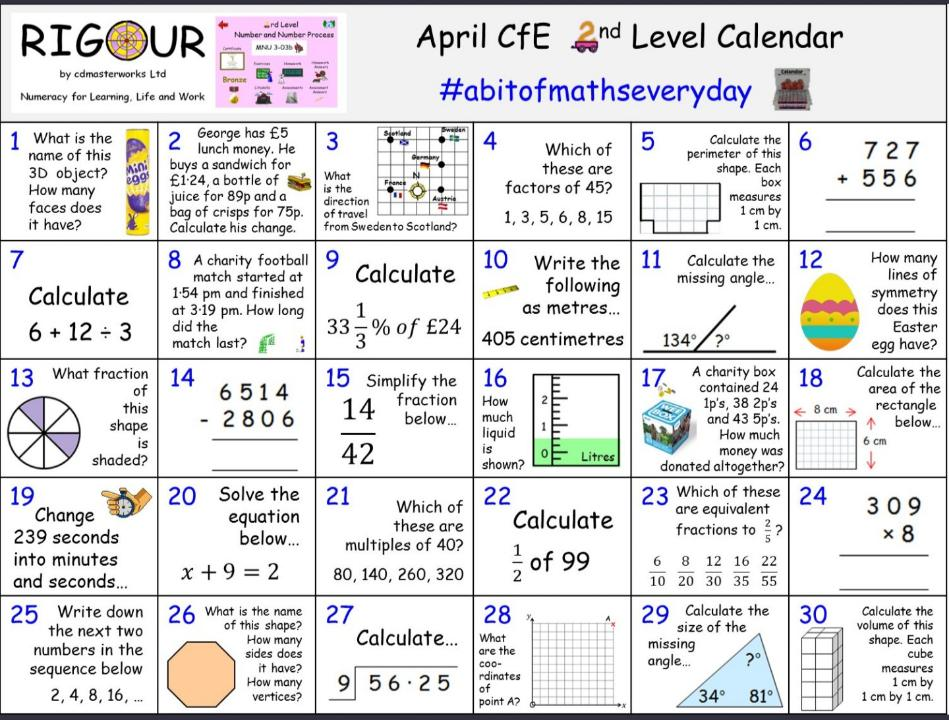 RIGOUR
by cdmasterworks Ltd
Numeracy for Learning, Life and Work
3rd Level
Number and Number Process
MNU 3-03b
Certificate
Bronze
Exercises
Homework
April CfE 2nd Level Calendar
#abitofmathseveryday
Calendar
1 What is the
name of this
3D object?
How many
faces does
it have?
Mini
eggs
2 George has £5
lunch money. He
buys a sandwich for
£1·24, a bottle of
juice for 89p and a
bag of crisps for 75p.
Calculate his change.
3
Scotland
Sweden
Germany
N
France
Austria
What
is the
direction
of travel
from Sweden to Scotland?
4 Which of
these are
factors of 45?
1, 3, 5, 6, 8, 15
5 Calculate the
perimeter of this
shape. Each
box
measures
1 cm by
1 cm.
6
727
+ 556
7
Calculate
6 + 12 ÷ 3
8 A charity football
match started at
1·54 pm and finished
at 3·19 pm. How long
did the
match last?
9
Calculate
33 1/3 % of £24
10 Write the
following
as metres…
405 centimetres
11 Calculate the
missing angle…
134° ?°
12 How many
lines of
symmetry
does this
Easter
egg have?
13 What fraction
of
this
shape
is
shaded?
14
6514
- 2806
15 Simplify the
fraction
below…
14
42
16
How
much
liquid
is
shown?
2
1
0
Litres
17 A charity box
contained 24
1p's, 38 2p's
and 43 5p's.
How much
money was
donated altogether?
18 Calculate the
area of the
rectangle
below…
8 cm
6 cm
19
Change
239 seconds
into minutes
and seconds…
20 Solve the
equation
below…
x + 9 = 2
21
Which of
these are
multiples of 40?
80, 140, 260, 320
22
Calculate
1/2 of 99
23 Which of these
are equivalent
fractions to 2/5 ?
6/10 8/20 12/30 16/35 22/55
24
309
× 8
25 Write down
the next two
numbers in the
sequence below
2, 4, 8, 16, …
26 What is the name
of this shape?
How many
sides does
it have?
How many
vertices?
27
Calculate…
9 56·25
28
What
are the
coo-
rdinates
of
point A?
y
A
x
x
29 Calculate the
size of the
missing
angle…
?°
34° 81°
30 Calculate the
volume of this
shape. Each
cube
measures
1 cm by
1 cm by 1 cm.